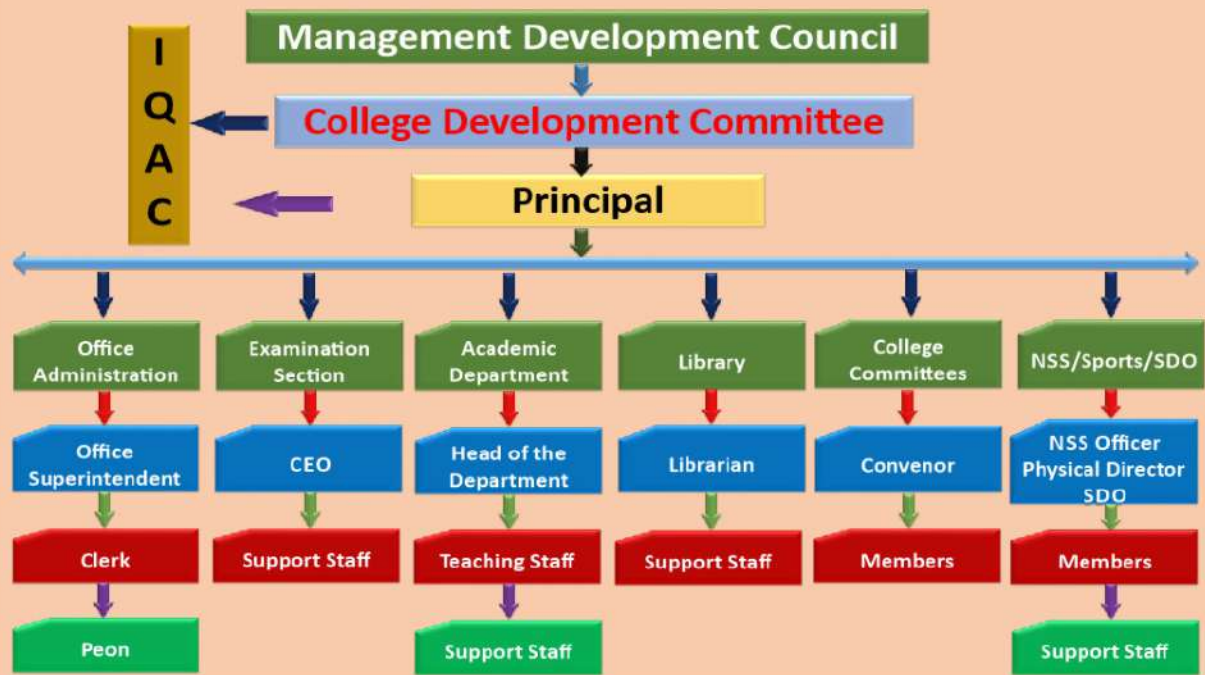 Management Development Council
I
Q
A
C
College Development Committee
Principal
Office
Administration
Examination
Section
Academic
Department
Library
College
Committees
NSS/Sports/SDO
Office
Superintendent
CEO
Head of the
Department
Librarian
Convenor
NSS Officer
Physical Director
SDO
Clerk
Support Staff
Teaching Staff
Support Staff
Members
Members
Peon
Support Staff
Support Staff